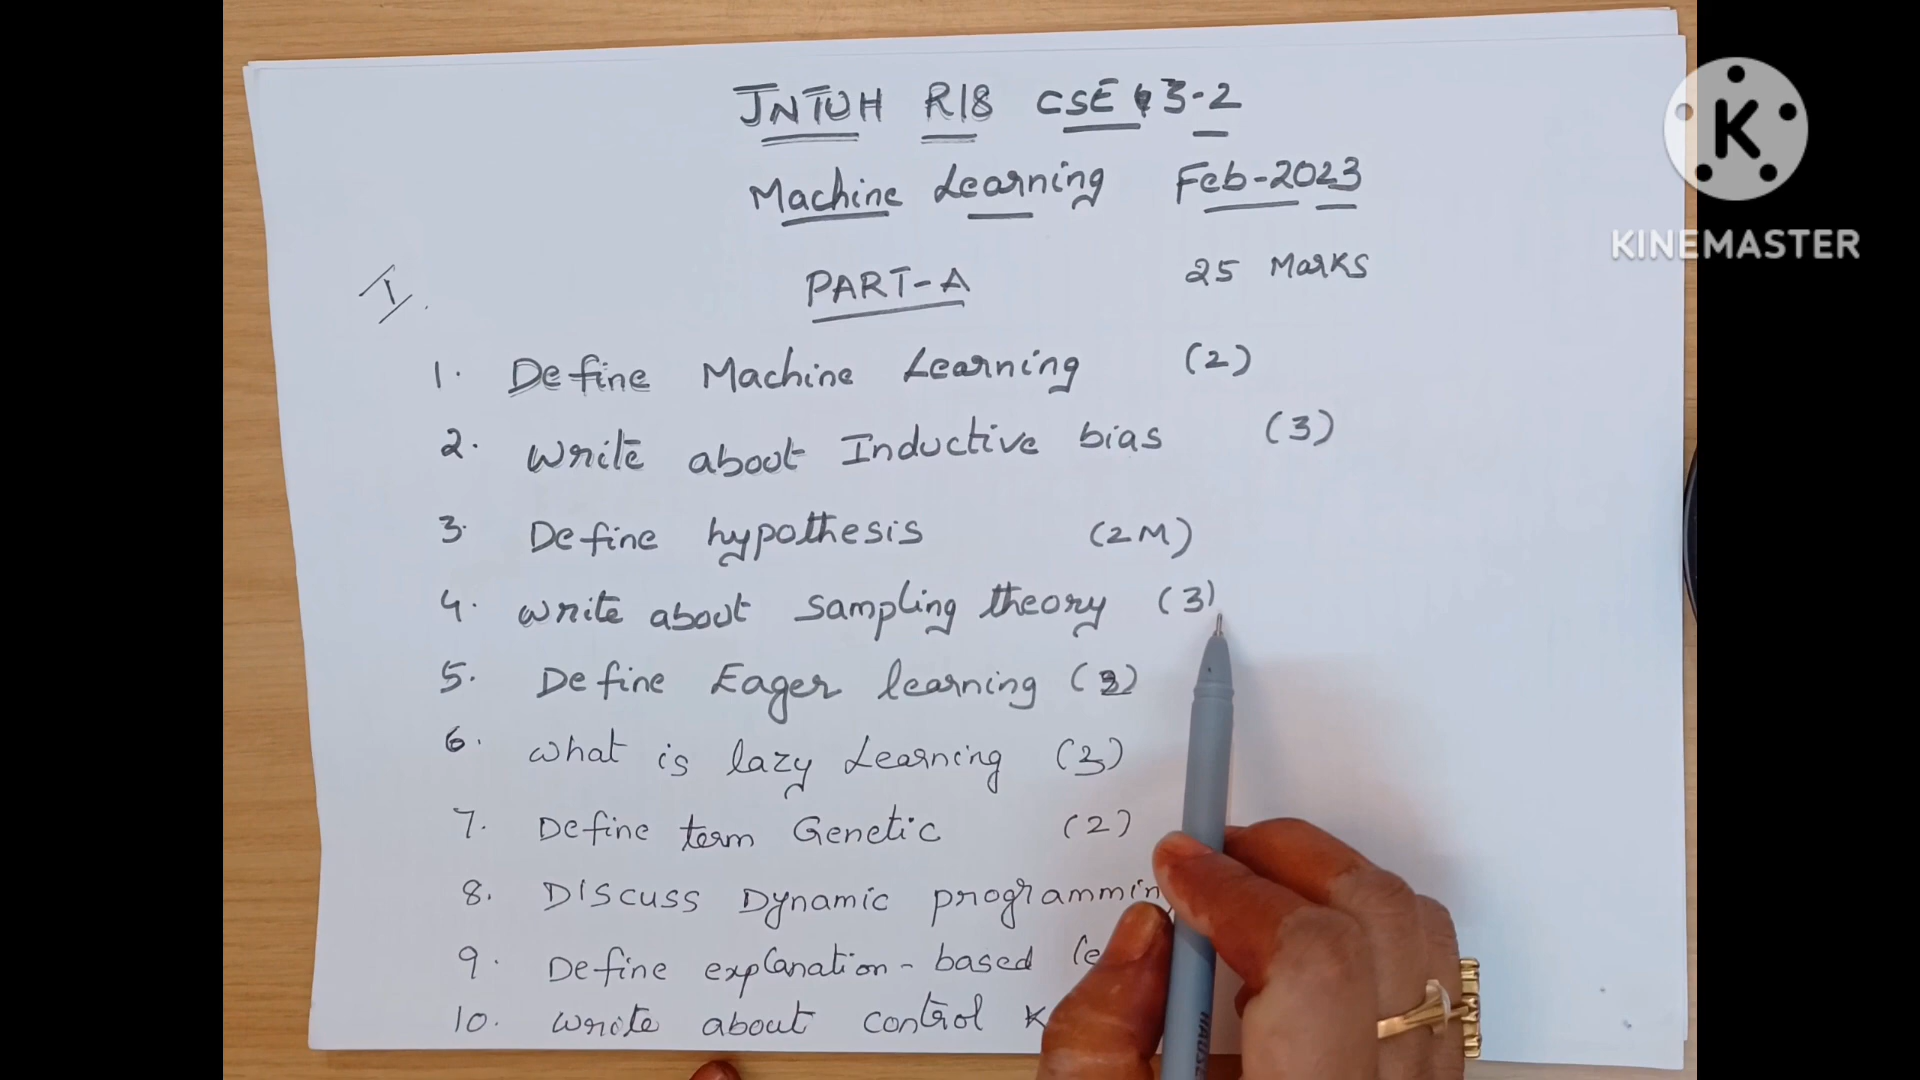 JNTUH R18 CSE 3-2
Machine Learning Feb-2023
K
KINEMASTER
I. PART-A 25 Marks
1. Define Machine Learning (2)
2. Write about Inductive bias (3)
3. Define hypothesis (2M)
4. Write about sampling theory (3)
5. Define Eager learning (2)
6. What is lazy Learning (3)
7. Define term Genetic (2)
8. Discuss Dynamic programmin
9. Define explanation-based le
10. Write about control K